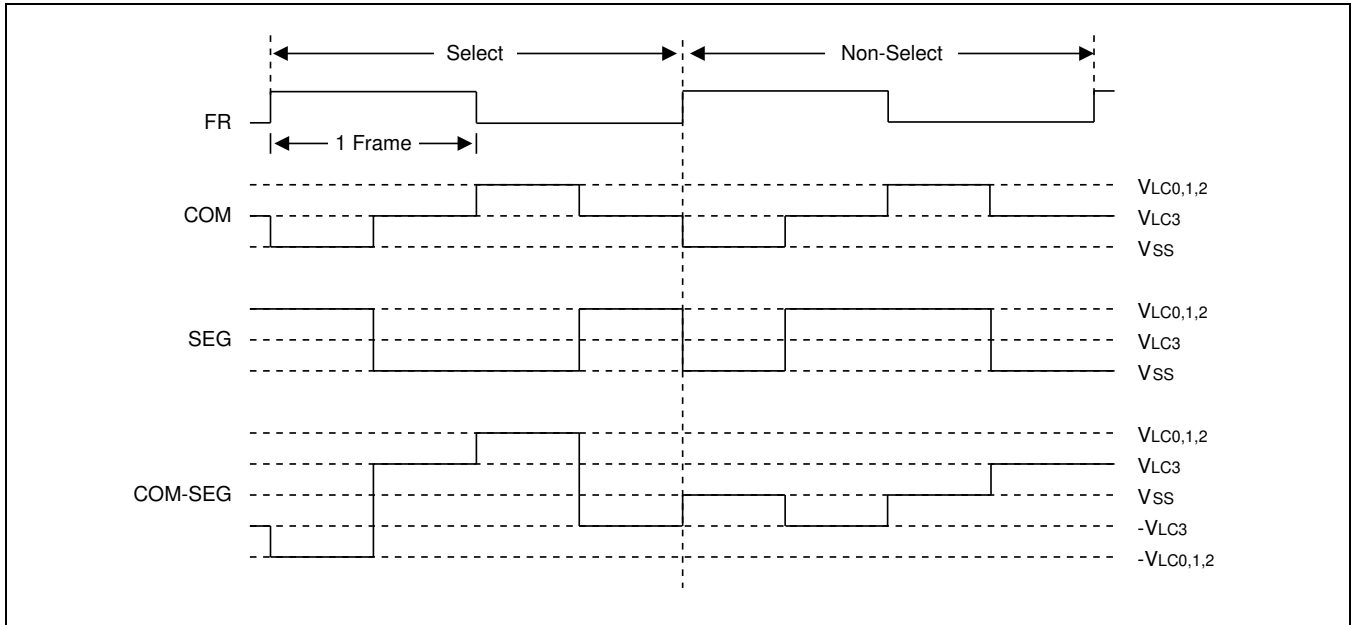 Select Non-Select
FR
1 Frame
COM
VLC0,1,2
VLC3
VSS
SEG
VLC0,1,2
VLC3
VSS
COM-SEG
VLC0,1,2
VLC3
VSS
-VLC3
-VLC0,1,2